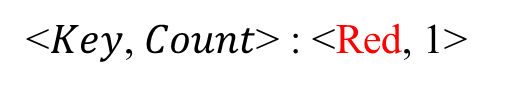 <Key, Count> : <Red, 1>